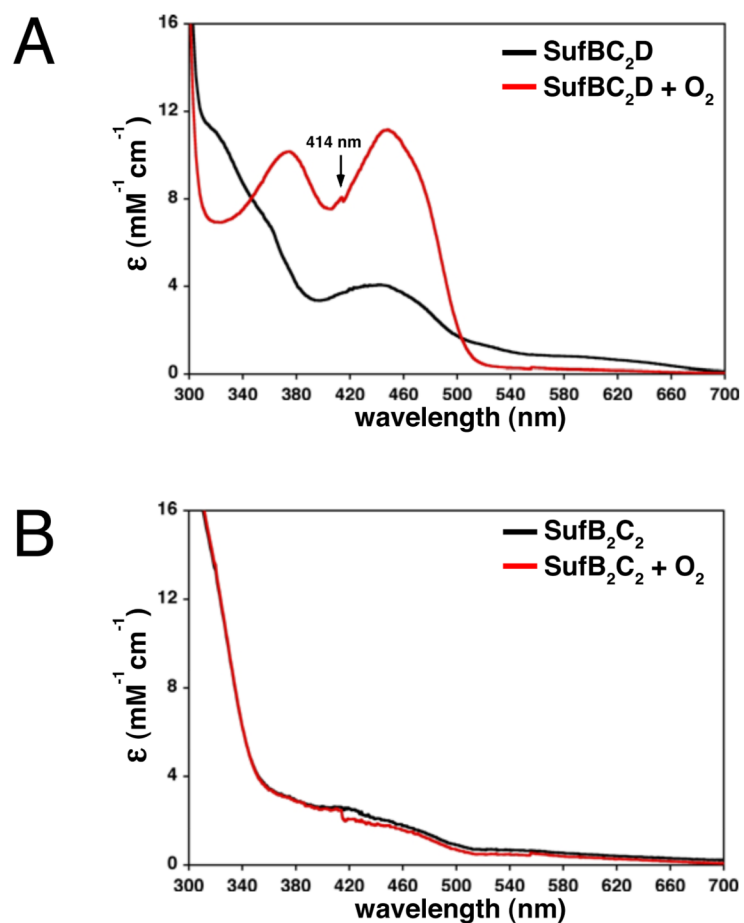 A
16
12
8
4
0
ε (mM⁻¹ cm⁻¹)
SufBC₂D
SufBC₂D + O₂
414 nm
300 340 380 420 460 500 540 580 620 660 700
wavelength (nm)
B
16
12
8
4
0
ε (mM⁻¹ cm⁻¹)
SufB₂C₂
SufB₂C₂ + O₂
300 340 380 420 460 500 540 580 620 660 700
wavelength (nm)